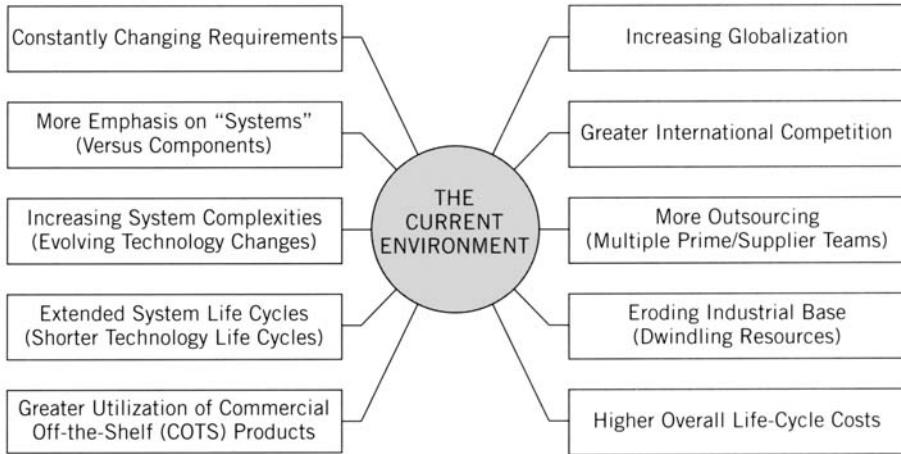 Constantly Changing Requirements
More Emphasis on “Systems”
(Versus Components)
Increasing System Complexities
(Evolving Technology Changes)
Extended System Life Cycles
(Shorter Technology Life Cycles)
Greater Utilization of Commercial
Off-the-Shelf (COTS) Products
THE
CURRENT
ENVIRONMENT
Increasing Globalization
Greater International Competition
More Outsourcing
(Multiple Prime/Supplier Teams)
Eroding Industrial Base
(Dwindling Resources)
Higher Overall Life-Cycle Costs